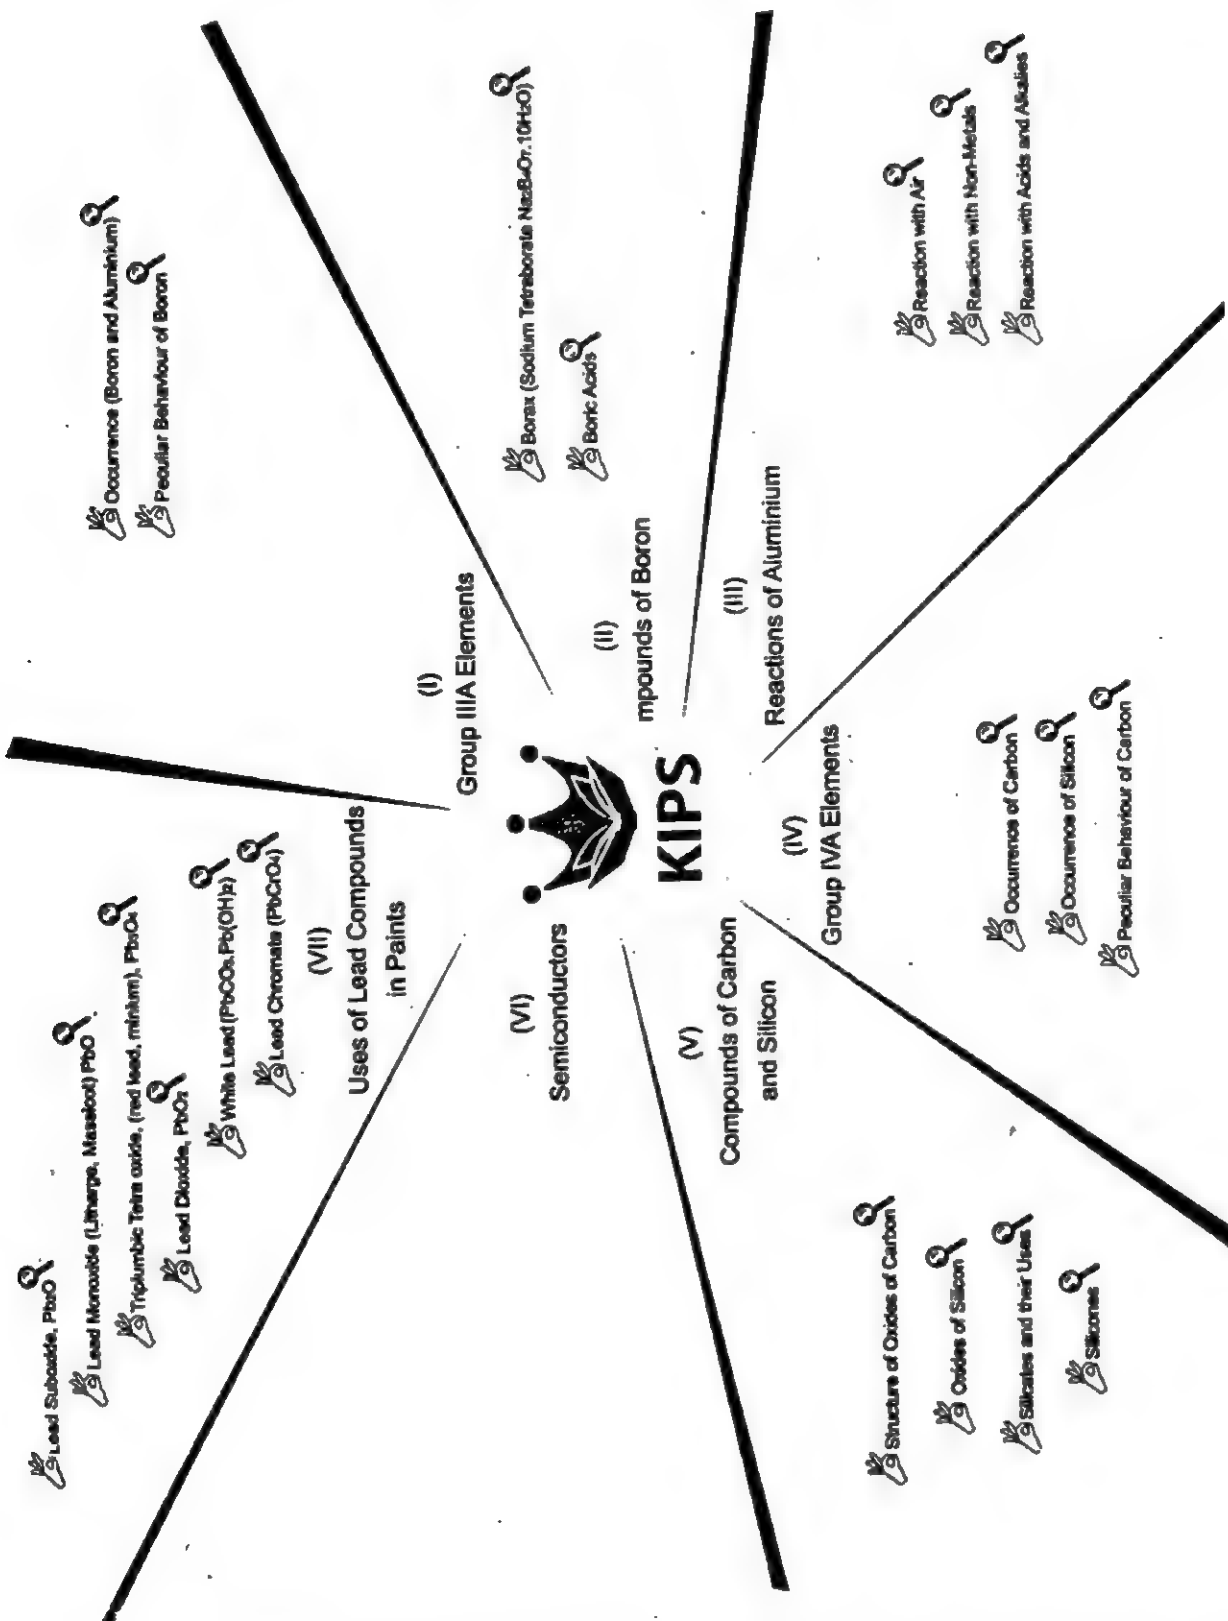 (I)
Group IIIA Elements
Occurrence (Boron and Aluminium)
Peculiar Behaviour of Boron
(II)
mpounds of Boron
Borax (Sodium Tetraborate Na₂B₄O₇.10H₂O)
Boric Acids
(III)
Reactions of Aluminium
Reaction with Air
Reaction with Non-Metals
Reaction with Acids and Alkalies
(IV)
Group IVA Elements
Occurrence of Carbon
Occurrence of Silicon
Peculiar Behaviour of Carbon
(V)
Compounds of Carbon
and Silicon
Structure of Oxides of Carbon
Oxides of Silicon
Silicates and their Uses
Silicones
(VI)
Semiconductors
(VII)
Uses of Lead Compounds
in Paints
Lead Suboxide, Pb₂O
Lead Monoxide (Litharge, Massicot) PbO
Triplumbic Tetra oxide, (red lead, minium), Pb₃O₄
Lead Dioxide, PbO₂
White Lead (PbCO₃.Pb(OH)₂)
Lead Chromate (PbCrO₄)
KIPS